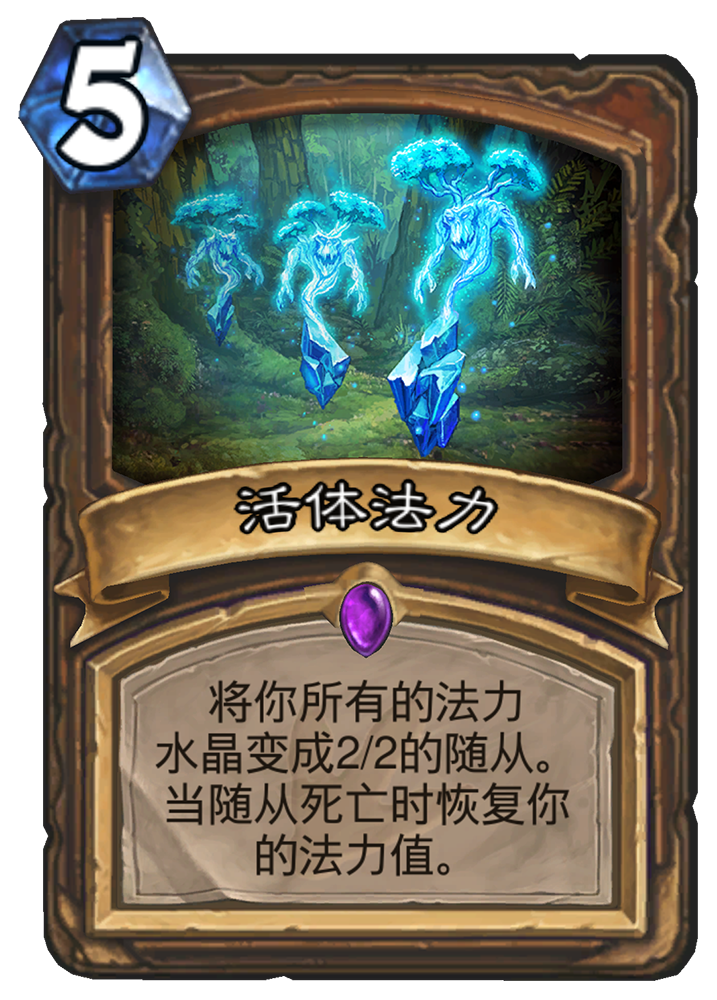 5
活体法力
将你所有的法力
水晶变成2/2的随从。
当随从死亡时恢复你
的法力值。